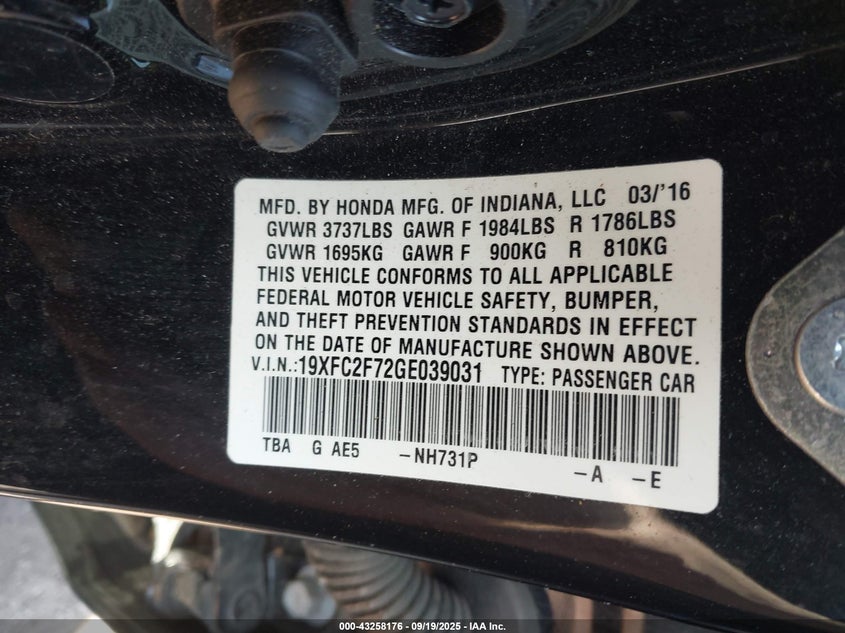 MFD. BY HONDA MFG. OF INDIANA, LLC 03/'16
GVWR 3737LBS GAWR F 1984LBS R 1786LBS
GVWR 1695KG GAWR F 900KG R 810KG
THIS VEHICLE CONFORMS TO ALL APPLICABLE
FEDERAL MOTOR VEHICLE SAFETY, BUMPER,
AND THEFT PREVENTION STANDARDS IN EFFECT
ON THE DATE OF MANUFACTURE SHOWN ABOVE.
V.I.N.:19XFC2F72GE039031 TYPE: PASSENGER CAR
TBA G AE5 -NH731P -A -E
000-43258176 - 09/19/2025 - IAA Inc.